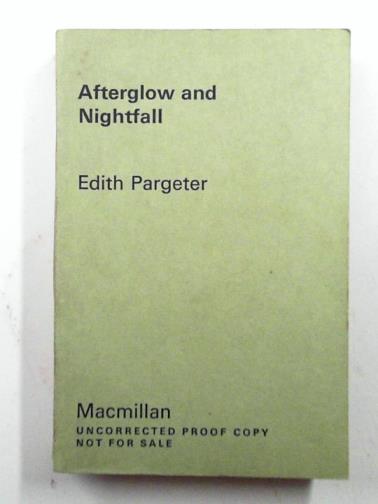 Afterglow and
Nightfall
Edith Pargeter
Macmillan
UNCORRECTED PROOF COPY
NOT FOR SALE